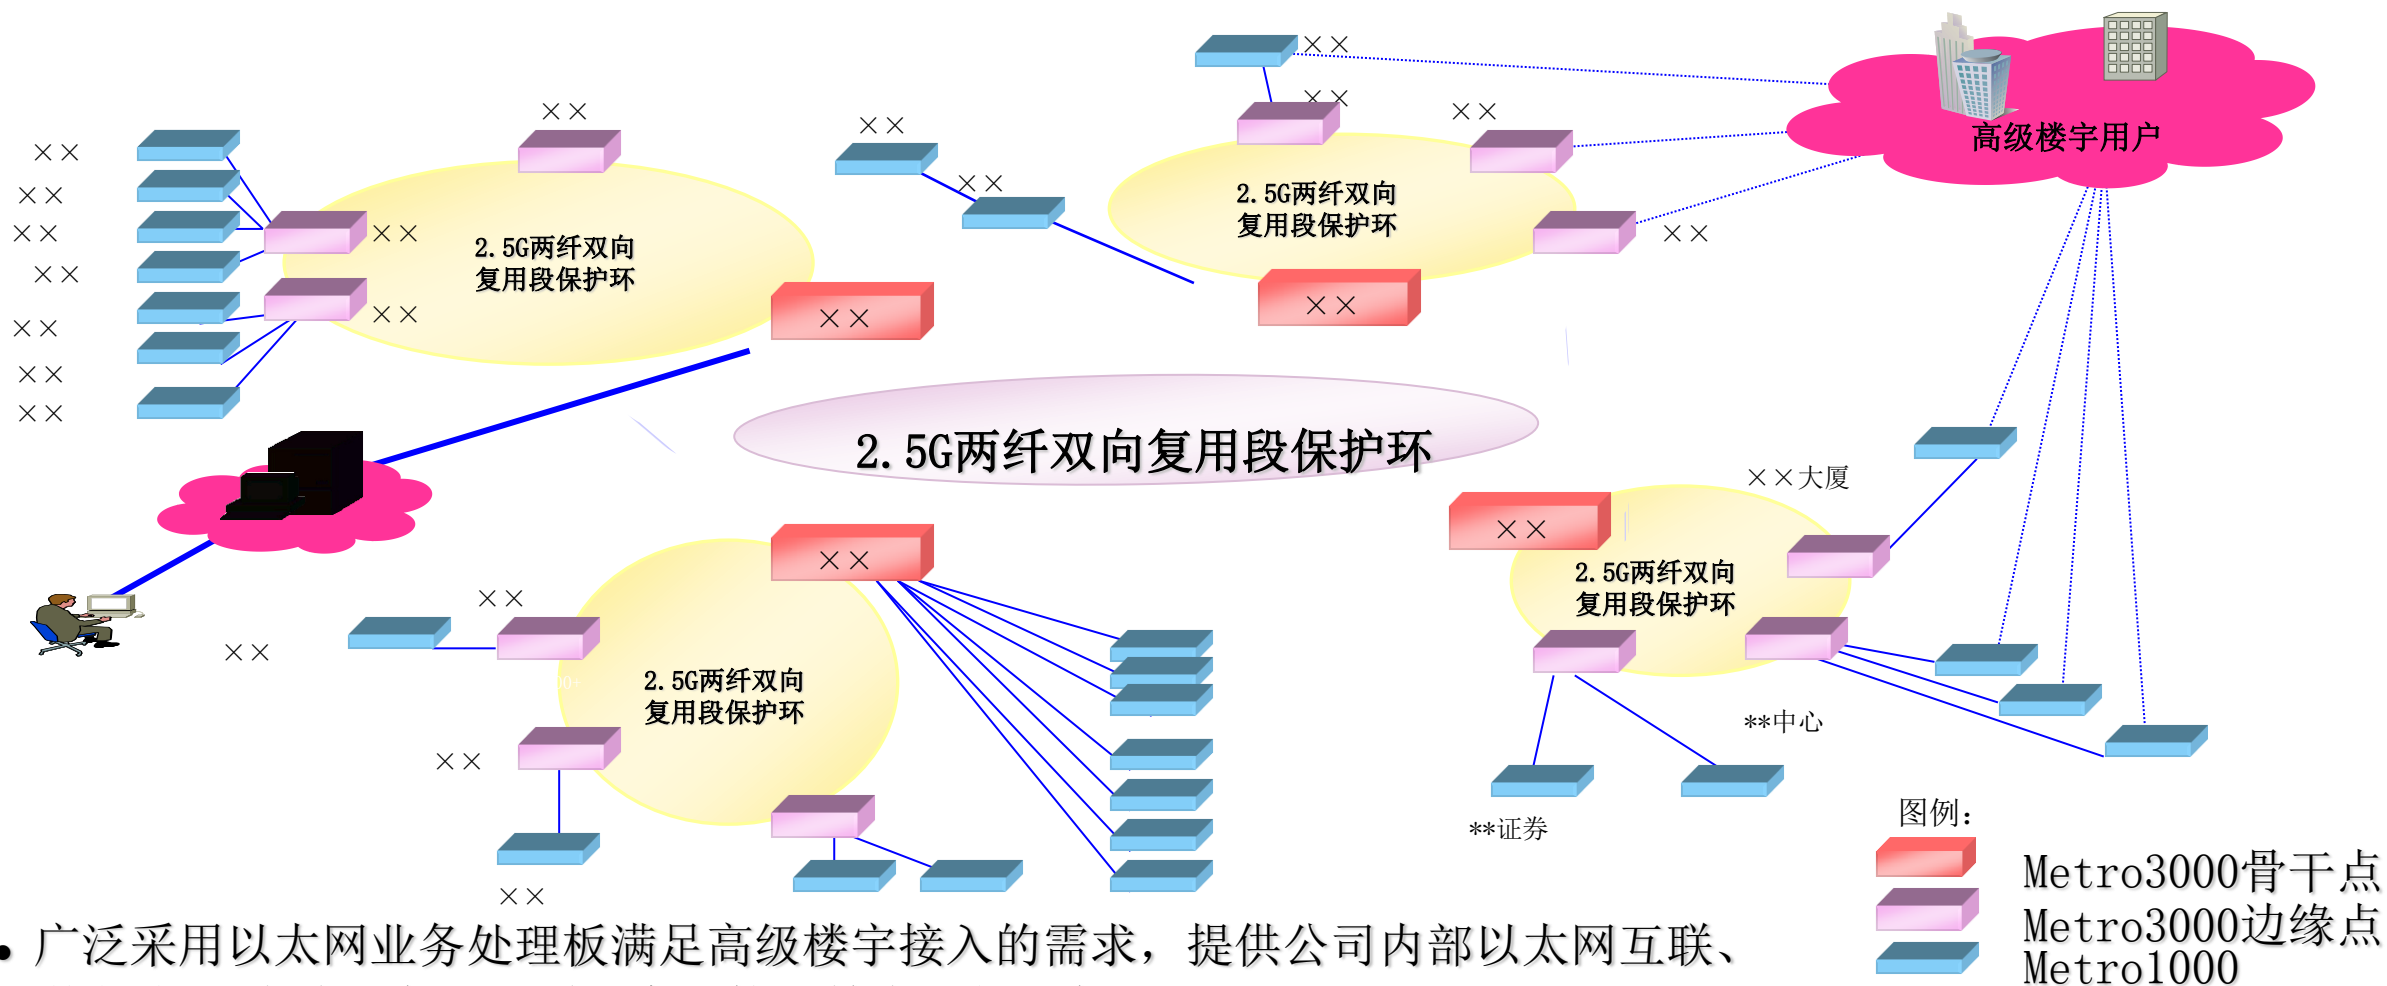 ××
××
××
××
××
××
××
××
高级楼宇用户
××
××
××
××
××
××
××
××
××
××
2.5G两纤双向
复用段保护环
2.5G两纤双向
复用段保护环
××
××
2.5G两纤双向复用段保护环
××大厦
××
××
2.5G两纤双向
复用段保护环
××
××
2.5G两纤双向
复用段保护环
××
**中心
**证券
××
图例：
Metro3000骨干点
Metro3000边缘点
Metro1000
• 广泛采用以太网业务处理板满足高级楼宇接入的需求，提供公司内部以太网互联、